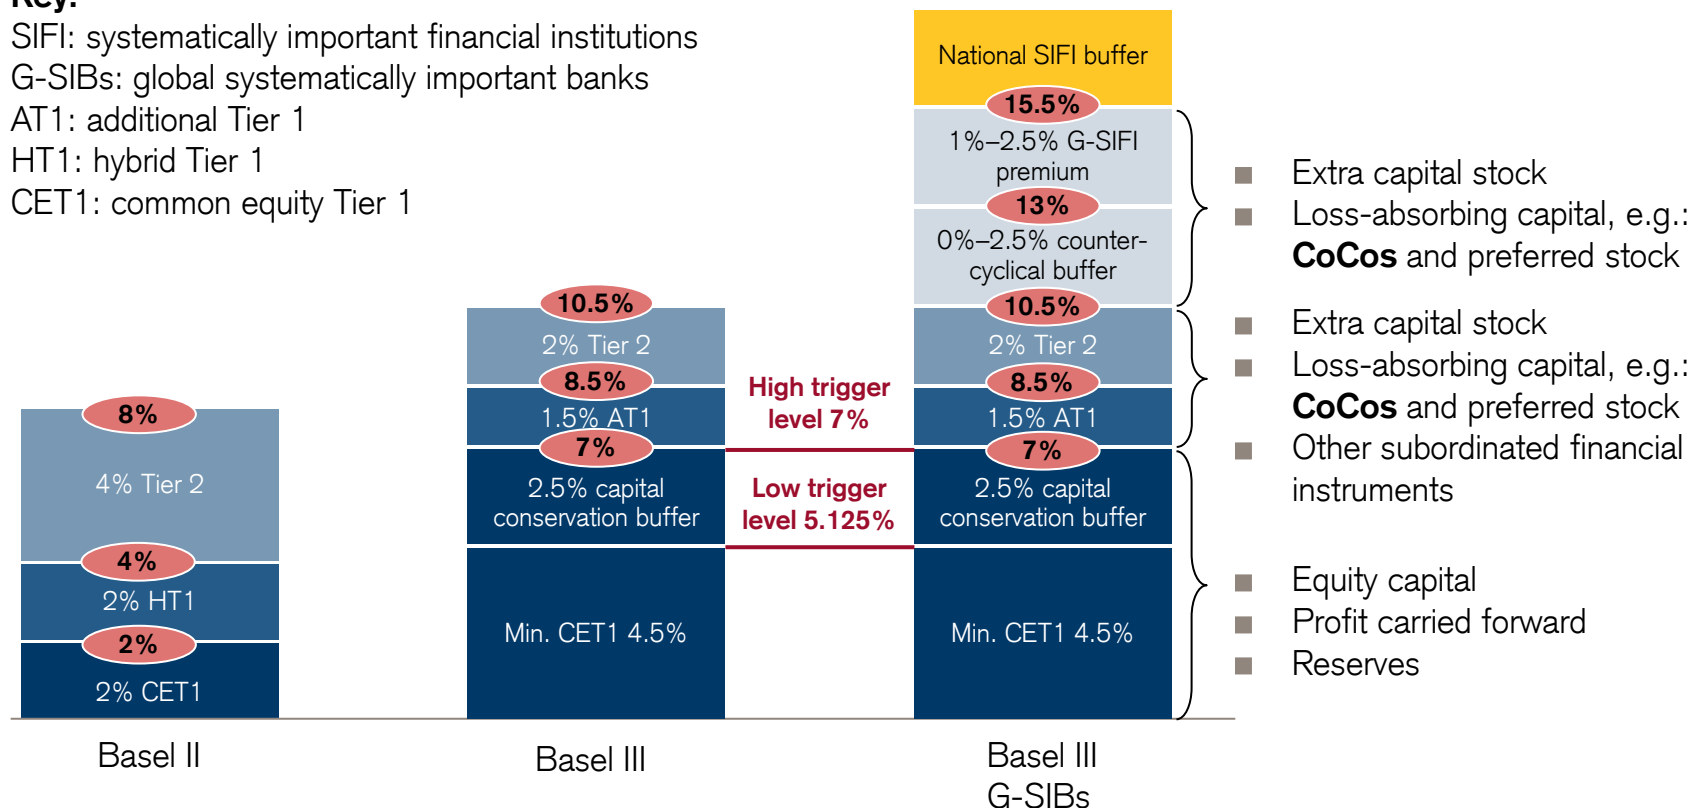 Key:
SIFI: systematically important financial institutions
G-SIBs: global systematically important banks
AT1: additional Tier 1
HT1: hybrid Tier 1
CET1: common equity Tier 1
8%
4% Tier 2
4%
2% HT1
2%
2% CET1
Basel II
10.5%
2% Tier 2
8.5%
1.5% AT1
7%
2.5% capital
conservation buffer
Min. CET1 4.5%
Basel III
High trigger
level 7%
Low trigger
level 5.125%
National SIFI buffer
15.5%
1%–2.5% G-SIFI
premium
13%
0%–2.5% counter-
cyclical buffer
10.5%
2% Tier 2
8.5%
1.5% AT1
7%
2.5% capital
conservation buffer
Min. CET1 4.5%
Basel III
G-SIBs
Extra capital stock
Loss-absorbing capital, e.g.:
CoCos and preferred stock
Extra capital stock
Loss-absorbing capital, e.g.:
CoCos and preferred stock
Other subordinated financial
instruments
Equity capital
Profit carried forward
Reserves